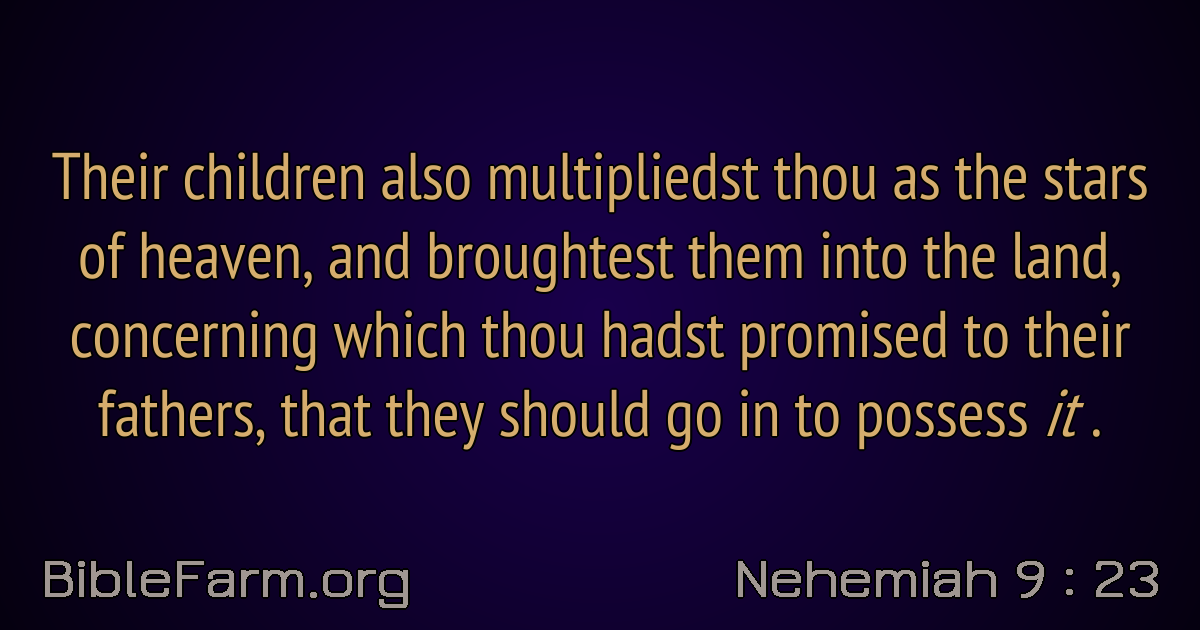 Their children also multipliedst thou as the stars
of heaven, and broughtest them into the land,
concerning which thou hadst promised to their
fathers, that they should go in to possess it .
BibleFarm.org
Nehemiah 9 : 23